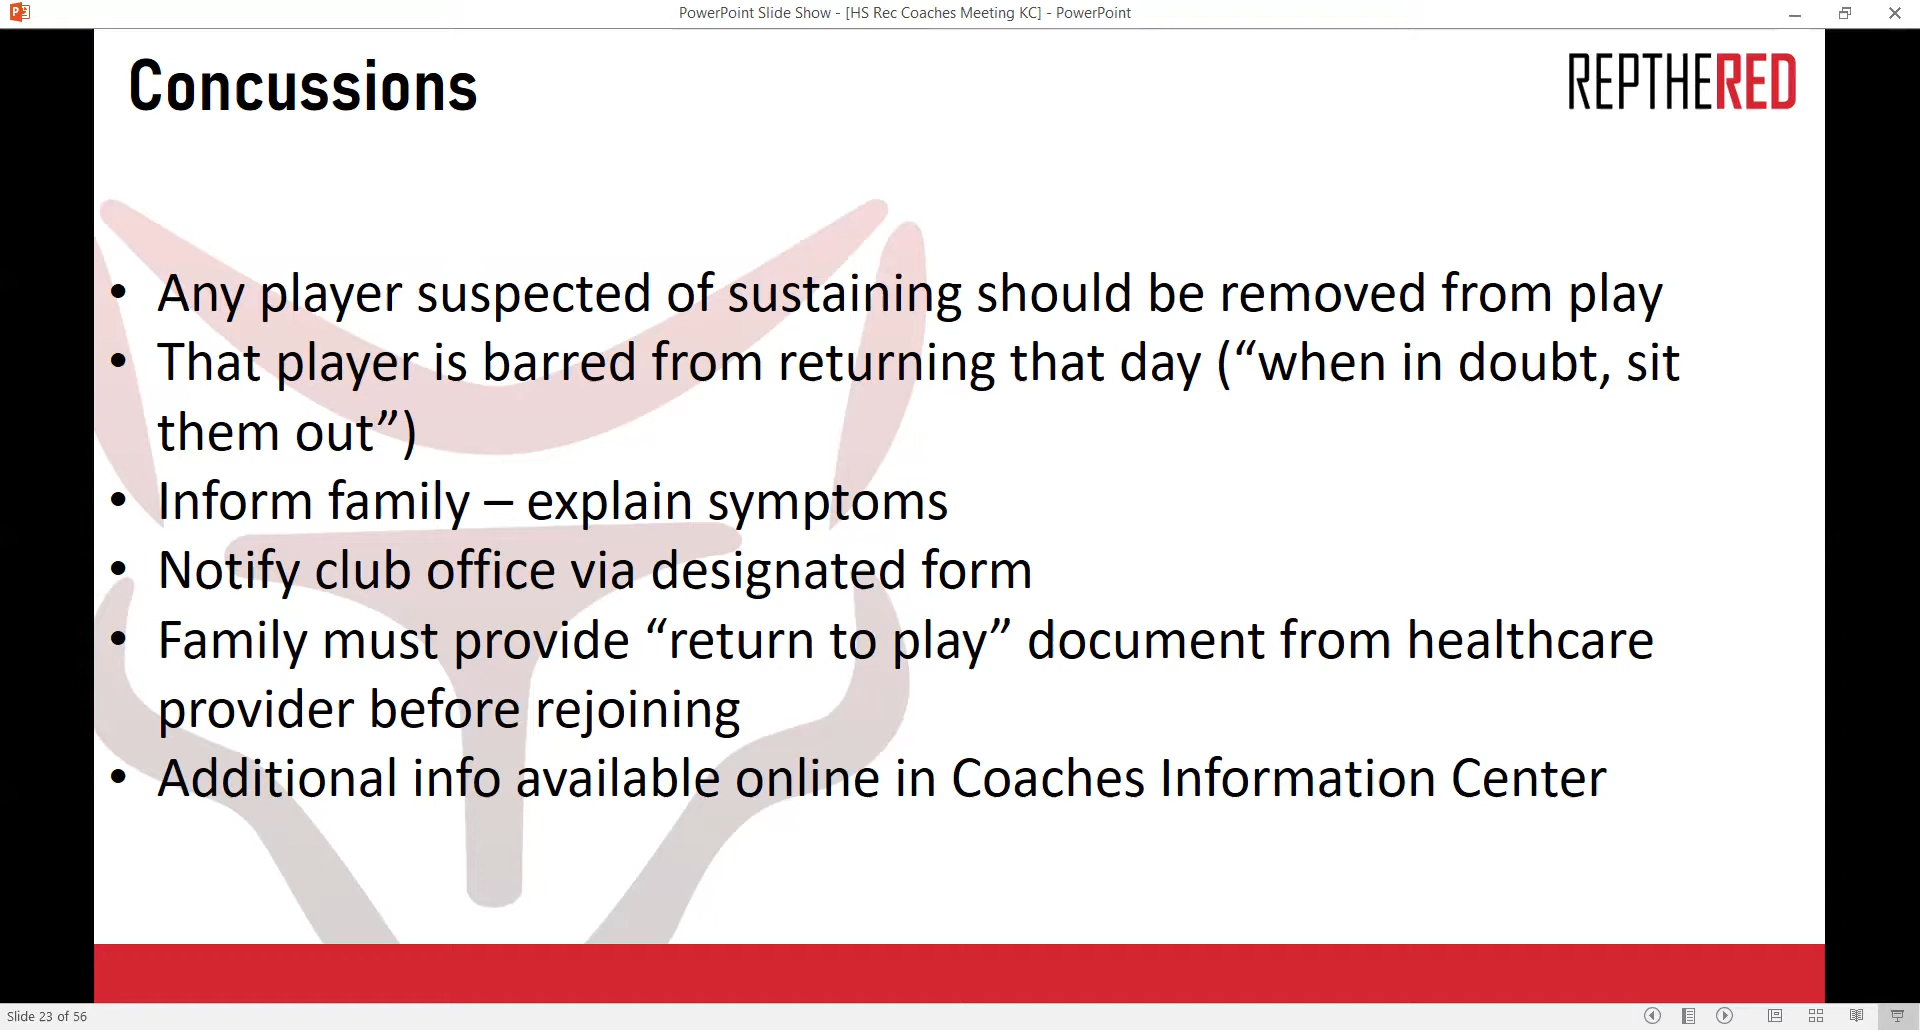 PowerPoint Slide Show - [HS Rec Coaches Meeting KC] - PowerPoint
Concussions
REPTHERED
• Any player suspected of sustaining should be removed from play
• That player is barred from returning that day (“when in doubt, sit
them out”)
• Inform family – explain symptoms
• Notify club office via designated form
• Family must provide “return to play” document from healthcare
provider before rejoining
• Additional info available online in Coaches Information Center
Slide 23 of 56